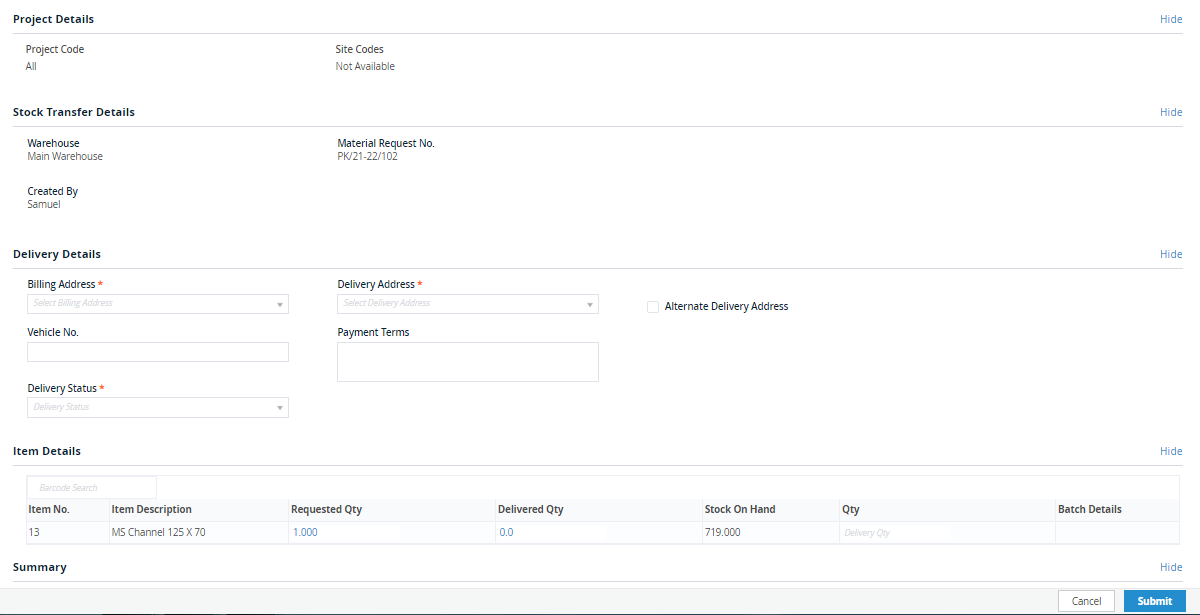 Project Details Hide
Project Code Site Codes
All Not Available
Stock Transfer Details Hide
Warehouse Material Request No.
Main Warehouse PK/21-22/102
Created By
Samuel
Delivery Details Hide
Billing Address * Delivery Address *
Select Billing Address Select Delivery Address Alternate Delivery Address
Vehicle No. Payment Terms
Delivery Status *
Delivery Status
Item Details Hide
Barcode Search
Item No. Item Description Requested Qty Delivered Qty Stock On Hand Qty Batch Details
13 MS Channel 125 X 70 1.000 0.0 719.000 Delivery Qty
Summary Hide
Cancel Submit